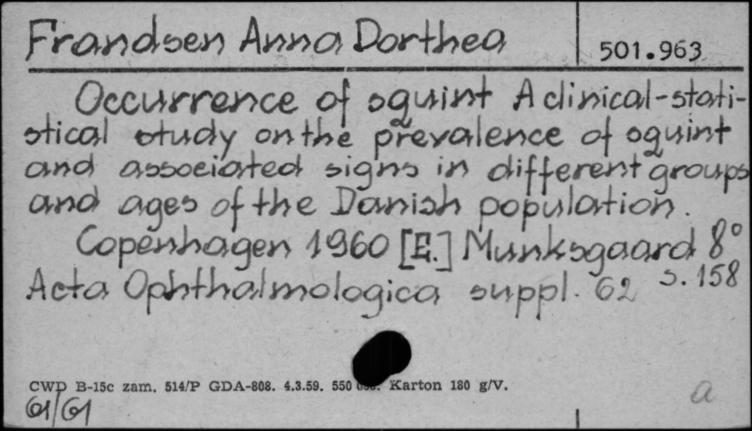 Frandsen Anna Dorthea
501.963
Occurrence of squint A clinical-stati-
stical study on the prevalence of squint
and associated signs in different groups
and ages of the Danish population.
Copenhagen 1960 [E.] Munksgaard 8°
Acta Ophthalmologica suppl. 62 s. 158
CWD B-15c zam. 514/P GDA-808. 4.3.59. 550 Karton 180 g/V.
61/61
a